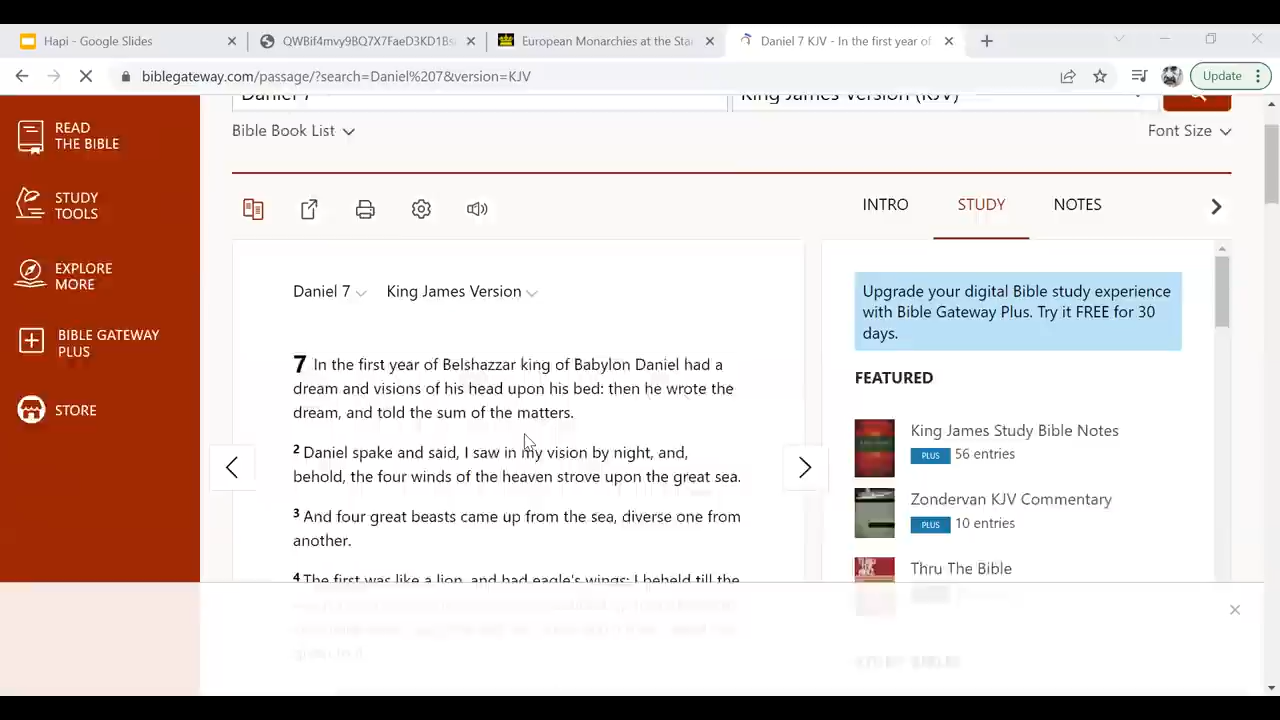 Hapi - Google Slides
QWBif4mvy9BQ7X7FaeD3KD1Bs
European Monarchies at the Sta
Daniel 7 KJV - In the first year of
biblegateway.com/passage/?search=Daniel%207&version=KJV
Update
Daniel 7
King James Version (KJV)
Bible Book List
Font Size
READ
THE BIBLE
STUDY
TOOLS
EXPLORE
MORE
BIBLE GATEWAY
PLUS
STORE
INTRO
STUDY
NOTES
Daniel 7
King James Version
7 In the first year of Belshazzar king of Babylon Daniel had a
dream and visions of his head upon his bed: then he wrote the
dream, and told the sum of the matters.
2 Daniel spake and said, I saw in my vision by night, and,
behold, the four winds of the heaven strove upon the great sea.
3 And four great beasts came up from the sea, diverse one from
another.
4 The first was like a lion, and had eagle's wings: I beheld till the
Upgrade your digital Bible study experience
with Bible Gateway Plus. Try it FREE for 30
days.
FEATURED
King James Study Bible Notes
PLUS 56 entries
Zondervan KJV Commentary
PLUS 10 entries
Thru The Bible